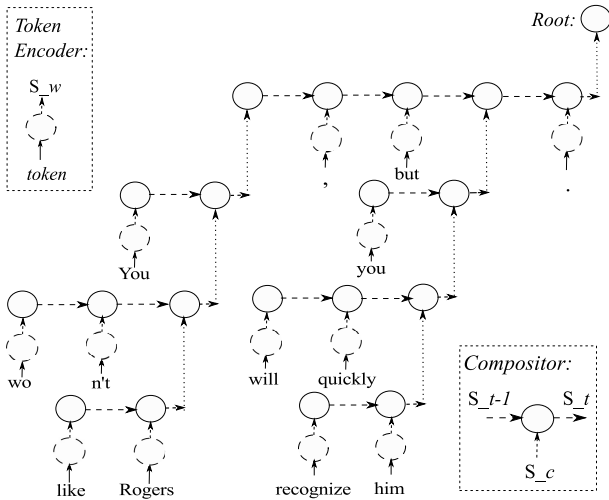 Token
Encoder:
S_w
token
Root:
, but .
You you
wo n't will quickly
like Rogers recognize him
Compositor:
S_t-1 S_t
S_c